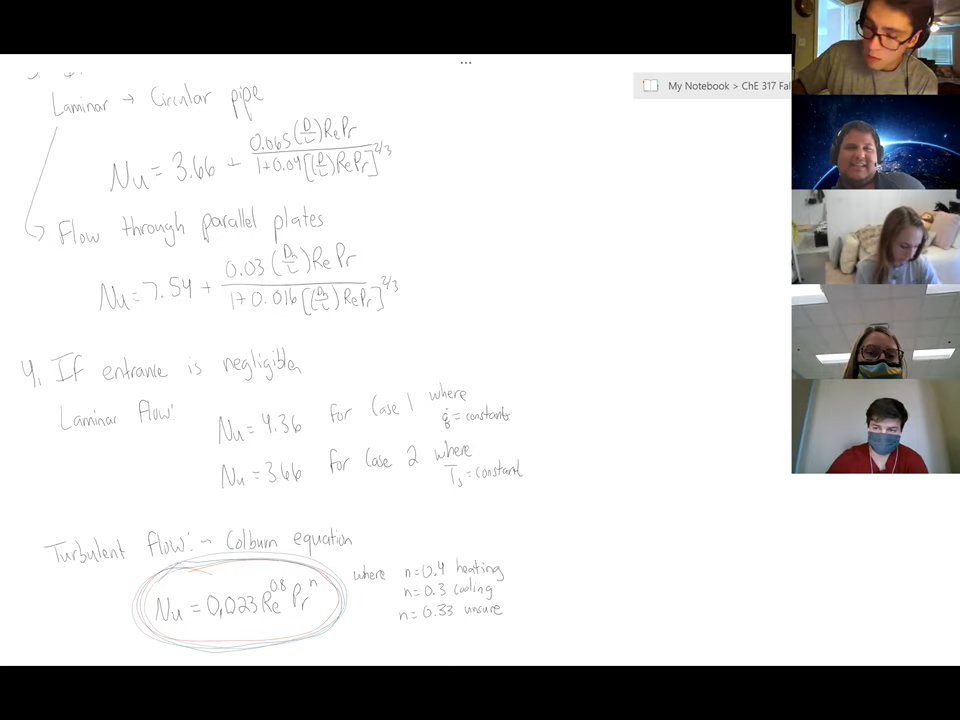 ...
My Notebook > ChE 317 Fal
Laminar → Circular pipe
Nu = 3.66 + 0.065 (D/L) Re Pr / 1+0.04 [(D/L) Re Pr]^2/3
Flow through parallel plates
Nu = 7.54 + 0.03 (Dh/L) Re Pr / 1+0.016 [(Dh/L) Re Pr]^2/3
4. If entrance is negligible
Laminar flow: Nu = 4.36 for Case 1 where
q̇ = constant
Nu = 3.66 for Case 2 where
Ts = constant
Turbulent flow: - Colburn equation
Nu = 0.023 Re^0.8 Pr^n where n=0.4 heating
n=0.3 cooling
n=0.33 unsure